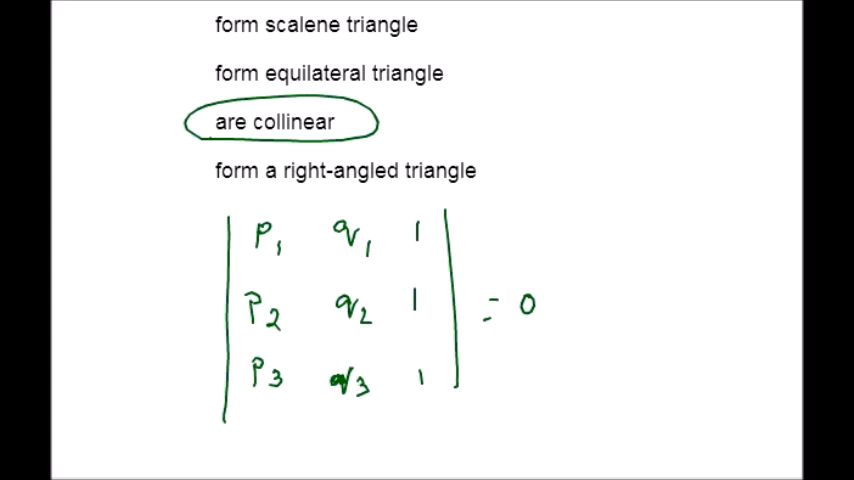 form scalene triangle
form equilateral triangle
are collinear
form a right-angled triangle
p₁ q₁ 1
p₂ q₂ 1 = 0
p₃ q₃ 1